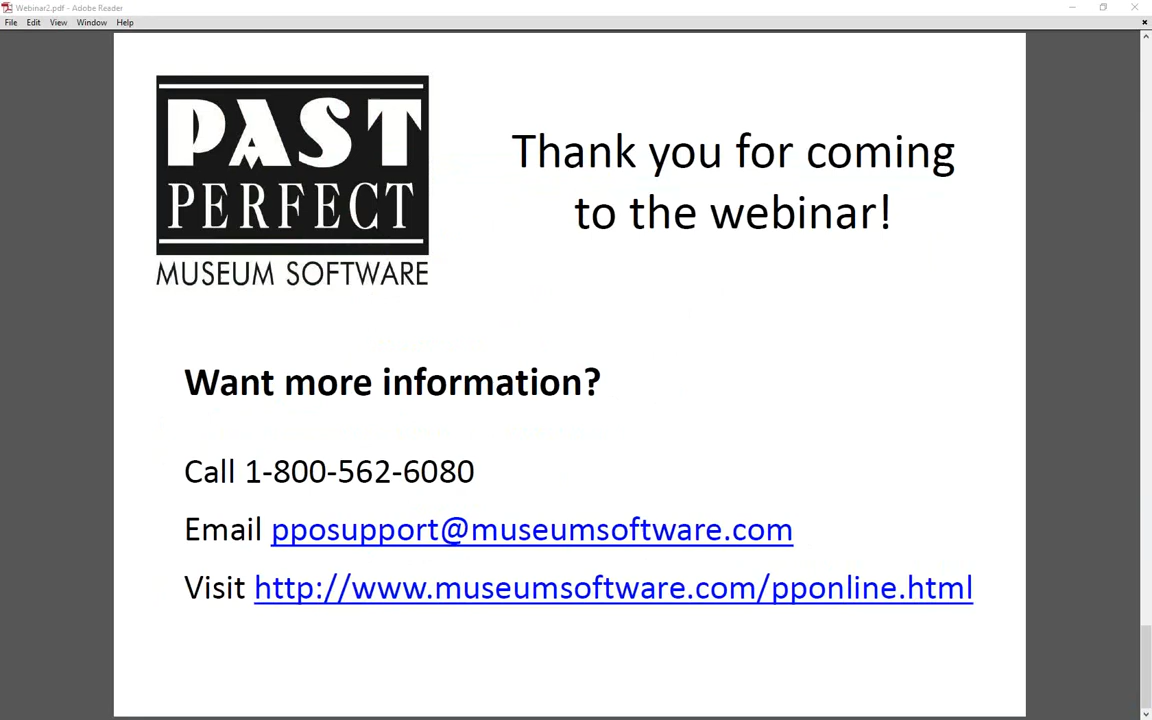 Webinar2.pdf - Adobe Reader
File Edit View Window Help
PAST
PERFECT
MUSEUM SOFTWARE
Thank you for coming
to the webinar!
Want more information?
Call 1-800-562-6080
Email pposupport@museumsoftware.com
Visit http://www.museumsoftware.com/pponline.html